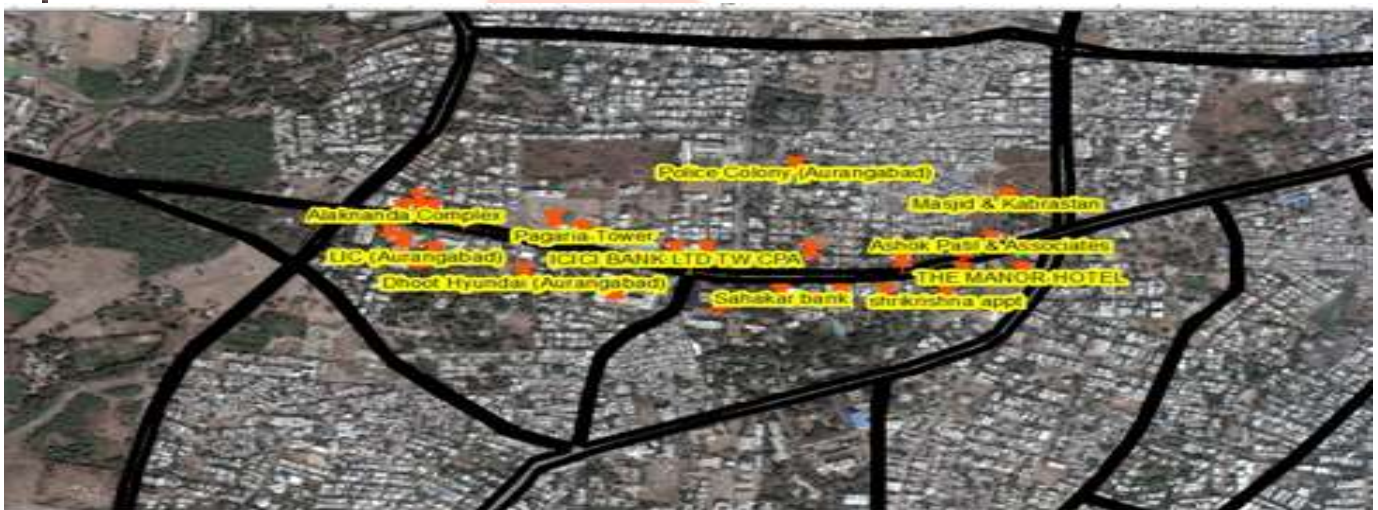 Police Colony (Aurangabad)
Masjid & Kabrastan
Alaknanda Complex
Pagaria Tower
Ashok Patil & Associates
LIC (Aurangabad)
ICICI BANK LTD TW CPA
Dhoot Hyundai (Aurangabad)
THE MANOR HOTEL
Sahakar bank
shrikrishna appt